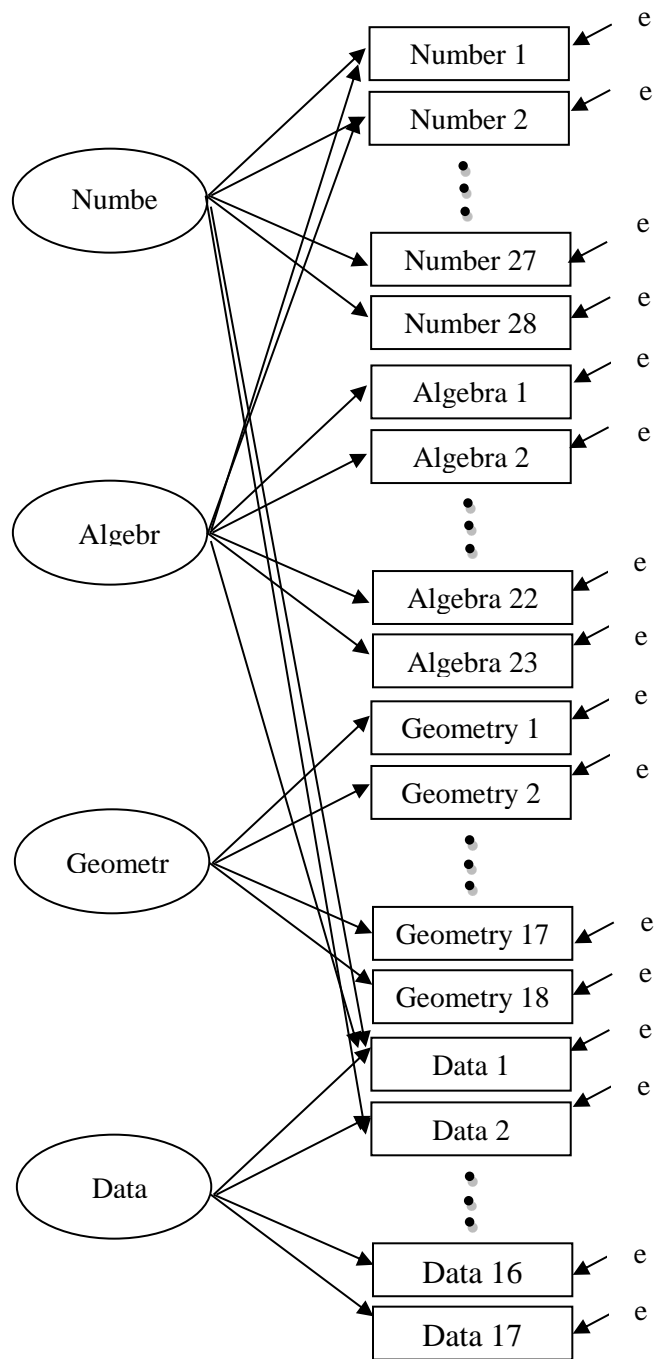 e
Number 1
e
Number 2
Numbe
e
Number 27
e
Number 28
e
Algebra 1
e
Algebra 2
Algebr
e
Algebra 22
e
Algebra 23
e
Geometry 1
e
Geometry 2
Geometr
e
Geometry 17
e
Geometry 18
e
Data 1
e
Data 2
Data
e
Data 16
e
Data 17